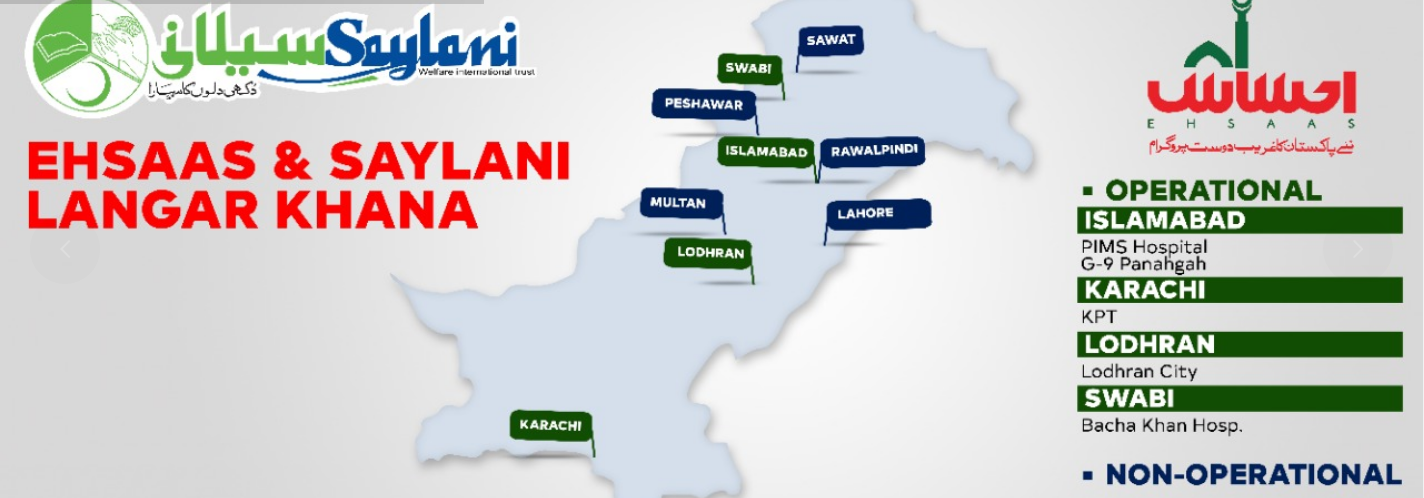 سیلانی Saylani
Welfare international trust
دُکھی دلوں کا سہارا
EHSAAS & SAYLANI
LANGAR KHANA
SAWAT
SWABI
PESHAWAR
ISLAMABAD
RAWALPINDI
MULTAN
LAHORE
LODHRAN
KARACHI
احساس
EHSAAS
نئے پاکستان کا غریب دوست پروگرام
▪ OPERATIONAL
ISLAMABAD
PIMS Hospital
G-9 Panahgah
KARACHI
KPT
LODHRAN
Lodhran City
SWABI
Bacha Khan Hosp.
▪ NON-OPERATIONAL